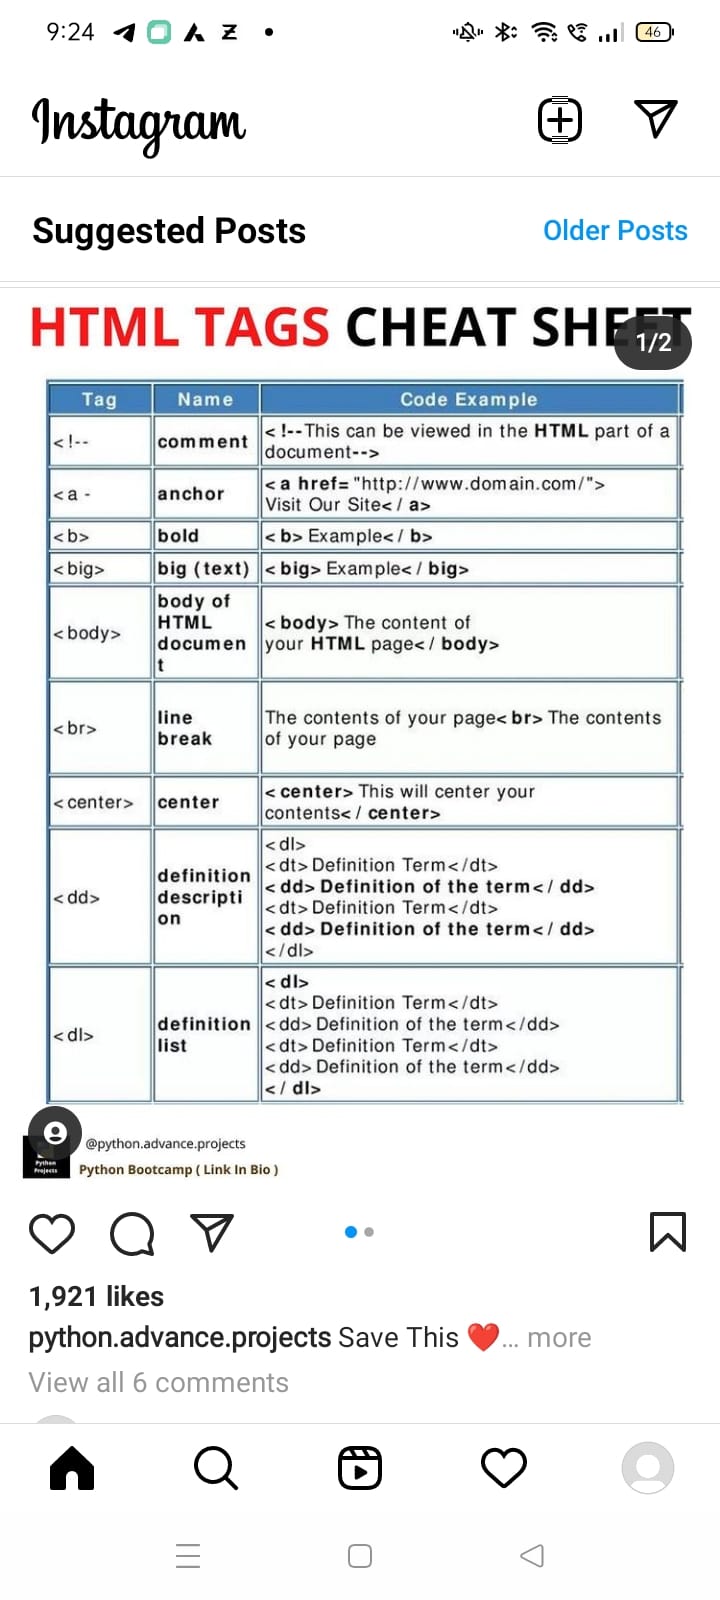 9:24
46
Instagram
Suggested Posts
Older Posts
HTML TAGS CHEAT SHEET
1/2
Tag Name Code Example
<!-- comment <!--This can be viewed in the HTML part of a
document-->
<a - anchor <a href="http://www.domain.com/">
Visit Our Site</ a>
<b> bold <b> Example</ b>
<big> big (text) <big> Example</ big>
<body> body of
HTML
documen
t
<body> The content of
your HTML page</ body>
<br> line
break
The contents of your page<br> The contents
of your page
<center> center <center> This will center your
contents</ center>
<dd> definition
descripti
on
<dl>
<dt> Definition Term</dt>
<dd> Definition of the term</ dd>
<dt> Definition Term</dt>
<dd> Definition of the term</ dd>
</dl>
<dl> definition
list
<dl>
<dt> Definition Term</dt>
<dd> Definition of the term</dd>
<dt> Definition Term</dt>
<dd> Definition of the term</dd>
</ dl>
Python
Projects
@python.advance.projects
Python Bootcamp ( Link In Bio )
1,921 likes
python.advance.projects Save This ❤️... more
View all 6 comments